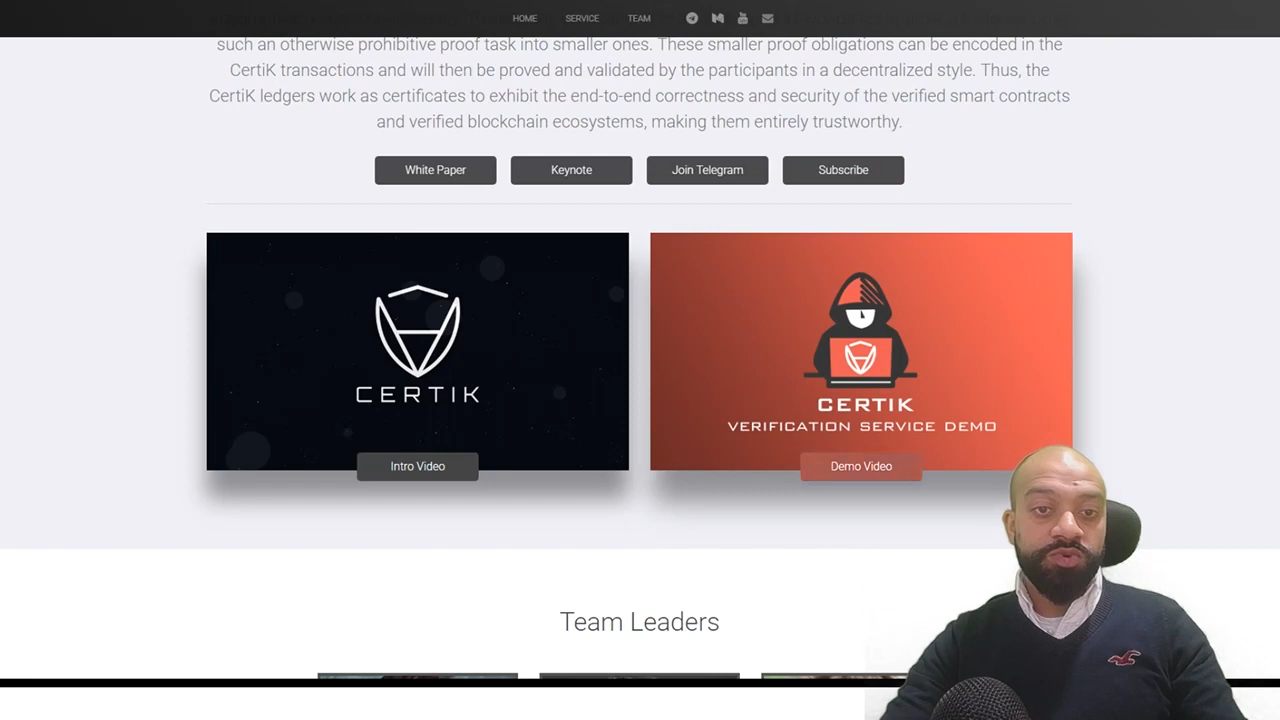 HOME SERVICE TEAM
such an otherwise prohibitive proof task into smaller ones. These smaller proof obligations can be encoded in the
CertiK transactions and will then be proved and validated by the participants in a decentralized style. Thus, the
CertiK ledgers work as certificates to exhibit the end-to-end correctness and security of the verified smart contracts
and verified blockchain ecosystems, making them entirely trustworthy.
White Paper Keynote Join Telegram Subscribe
CERTIK
CERTIK
VERIFICATION SERVICE DEMO
Intro Video
Demo Video
Team Leaders